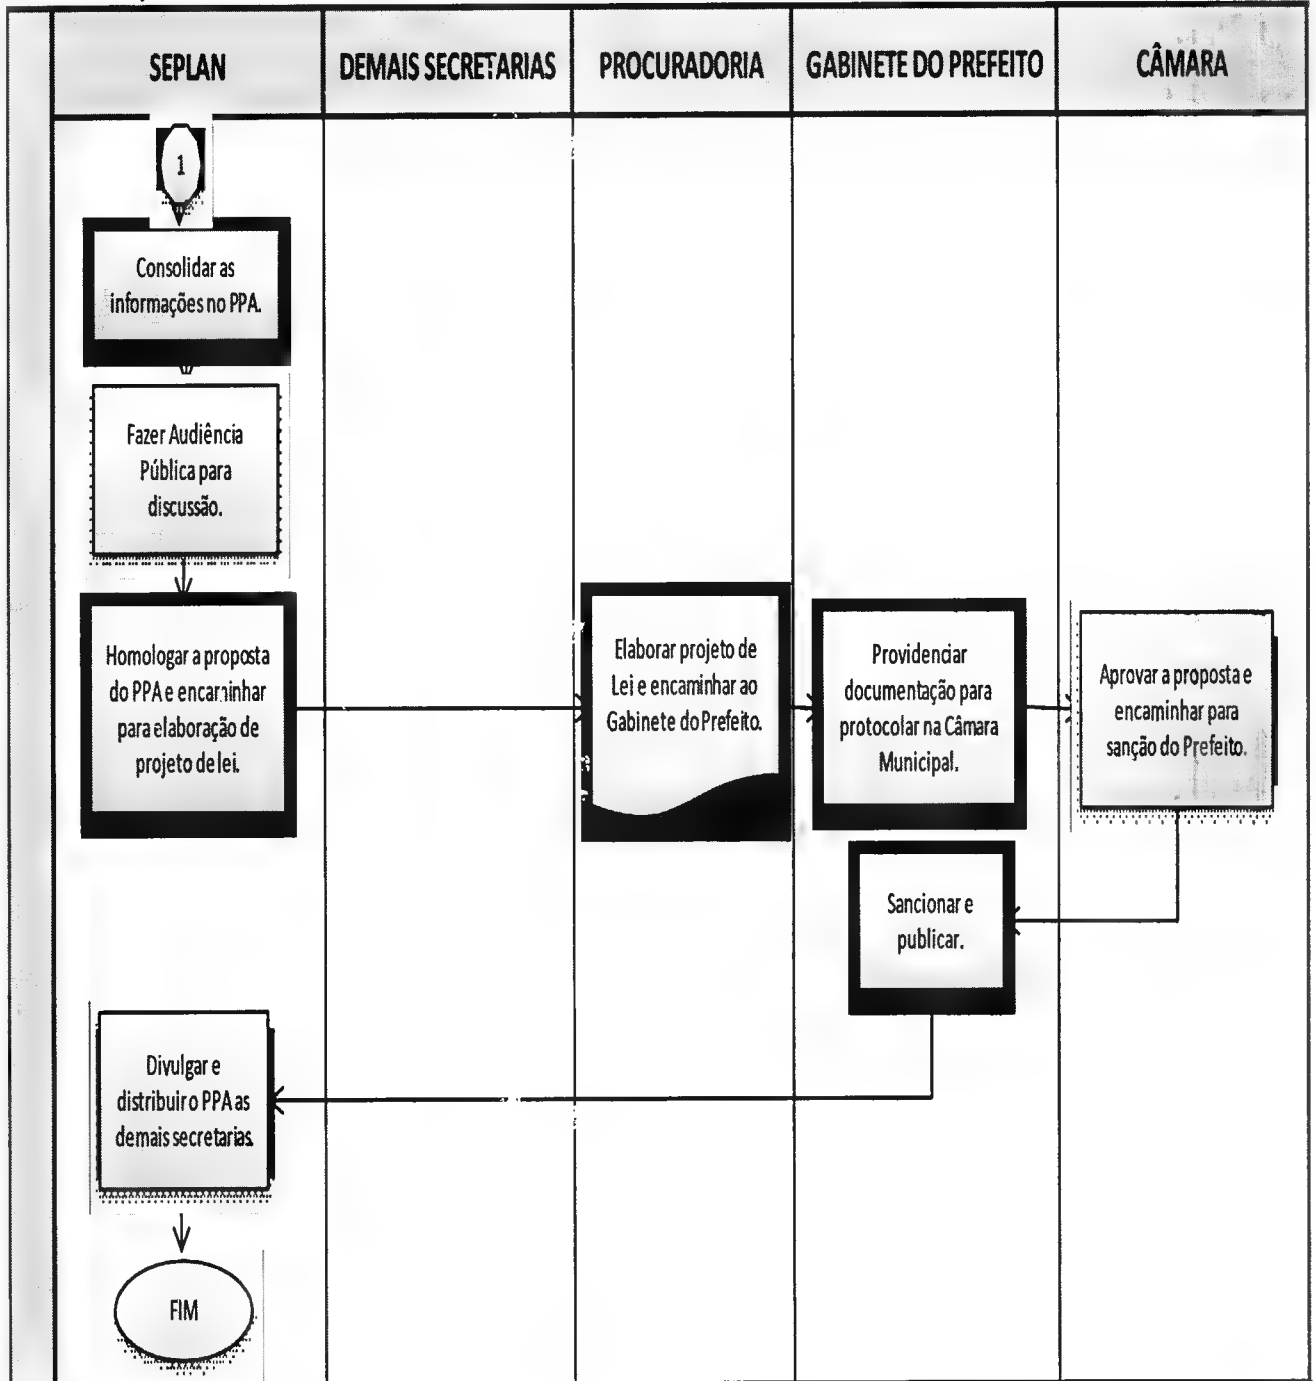 SEPLAN
DEMAIS SECRETARIAS
PROCURADORIA
GABINETE DO PREFEITO
CÂMARA
1
Consolidar as
informações no PPA.
Fazer Audiência
Pública para
discussão.
Homologar a proposta
do PPA e encaminhar
para elaboração de
projeto de lei.
Elaborar projeto de
Lei e encaminhar ao
Gabinete do Prefeito.
Providenciar
documentação para
protocolar na Câmara
Municipal.
Aprovar a proposta e
encaminhar para
sanção do Prefeito.
Sancionar e
publicar.
Divulgar e
distribuir o PPA as
demais secretarias.
FIM